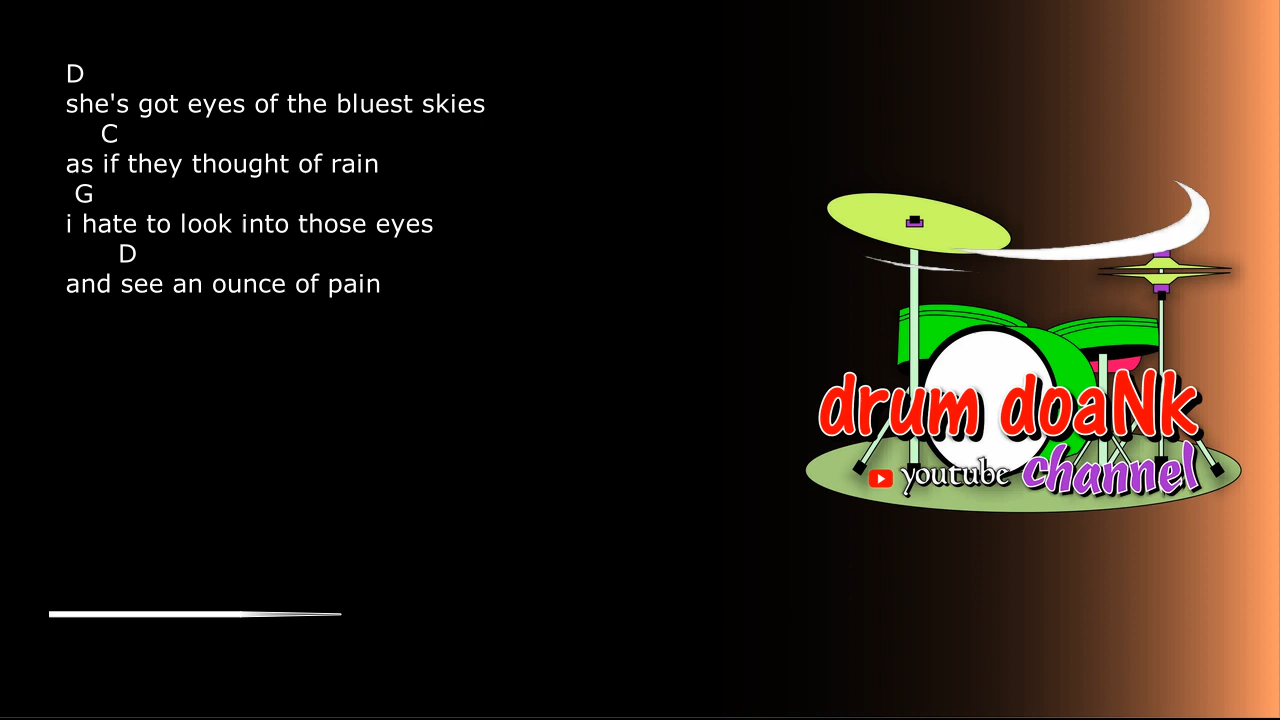 D
she's got eyes of the bluest skies
C
as if they thought of rain
G
i hate to look into those eyes
D
and see an ounce of pain
drum doaNk
youtube channel